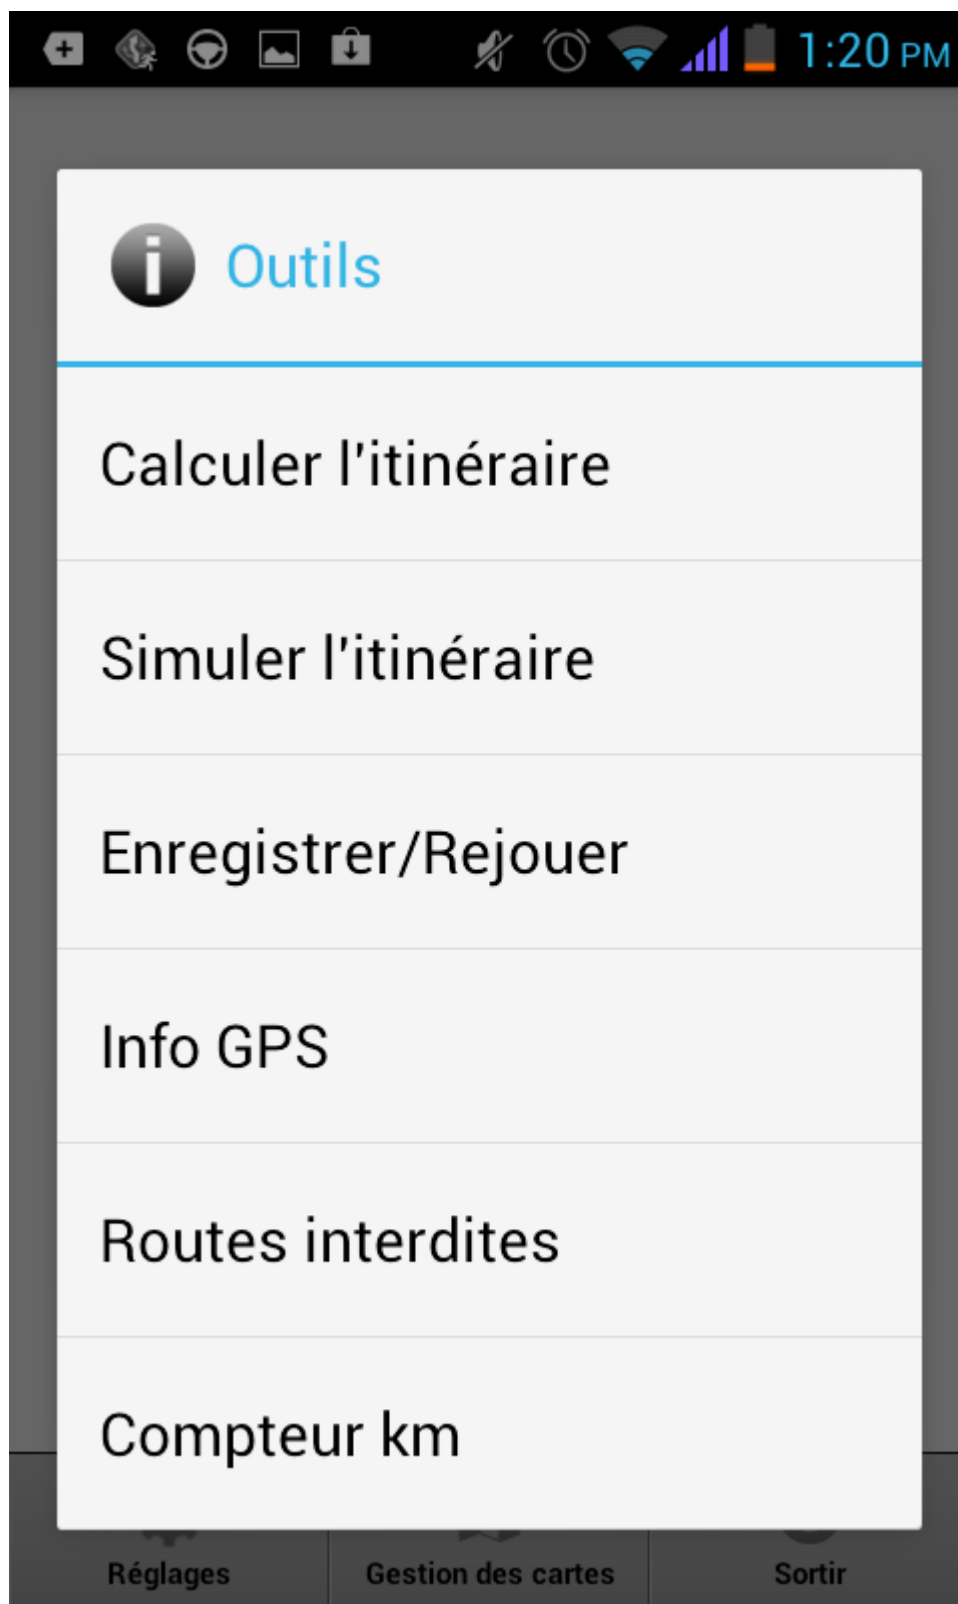 1:20 PM
Outils
Calculer l'itinéraire
Simuler l'itinéraire
Enregistrer/Rejouer
Info GPS
Routes interdites
Compteur km
Réglages
Gestion des cartes
Sortir